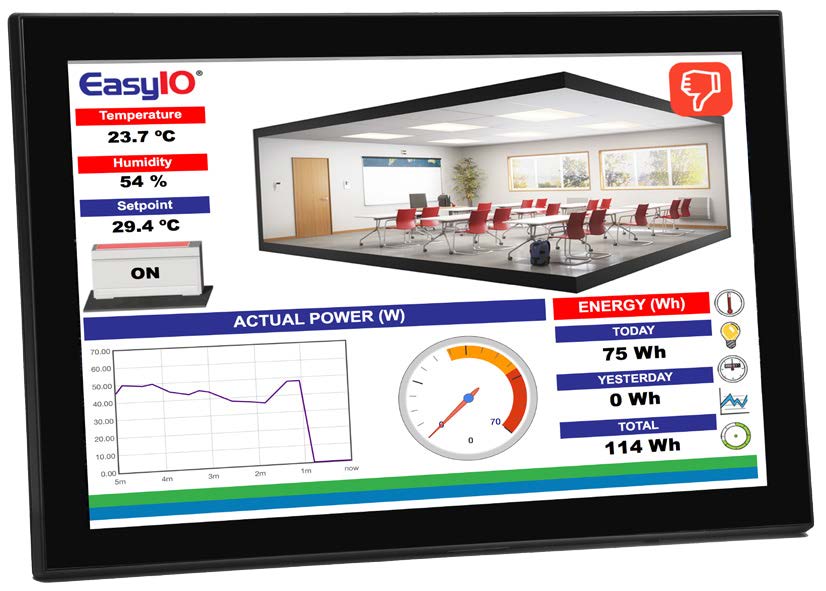 EasyIO®
Temperature
23.7 ºC
Humidity
54 %
Setpoint
29.4 ºC
ON
ACTUAL POWER (W)
70.00
60.00
50.00
40.00
30.00
20.00
10.00
0.00
5m
4m
3m
2m
1m
now
0
70
0
ENERGY (Wh)
TODAY
75 Wh
YESTERDAY
0 Wh
TOTAL
114 Wh